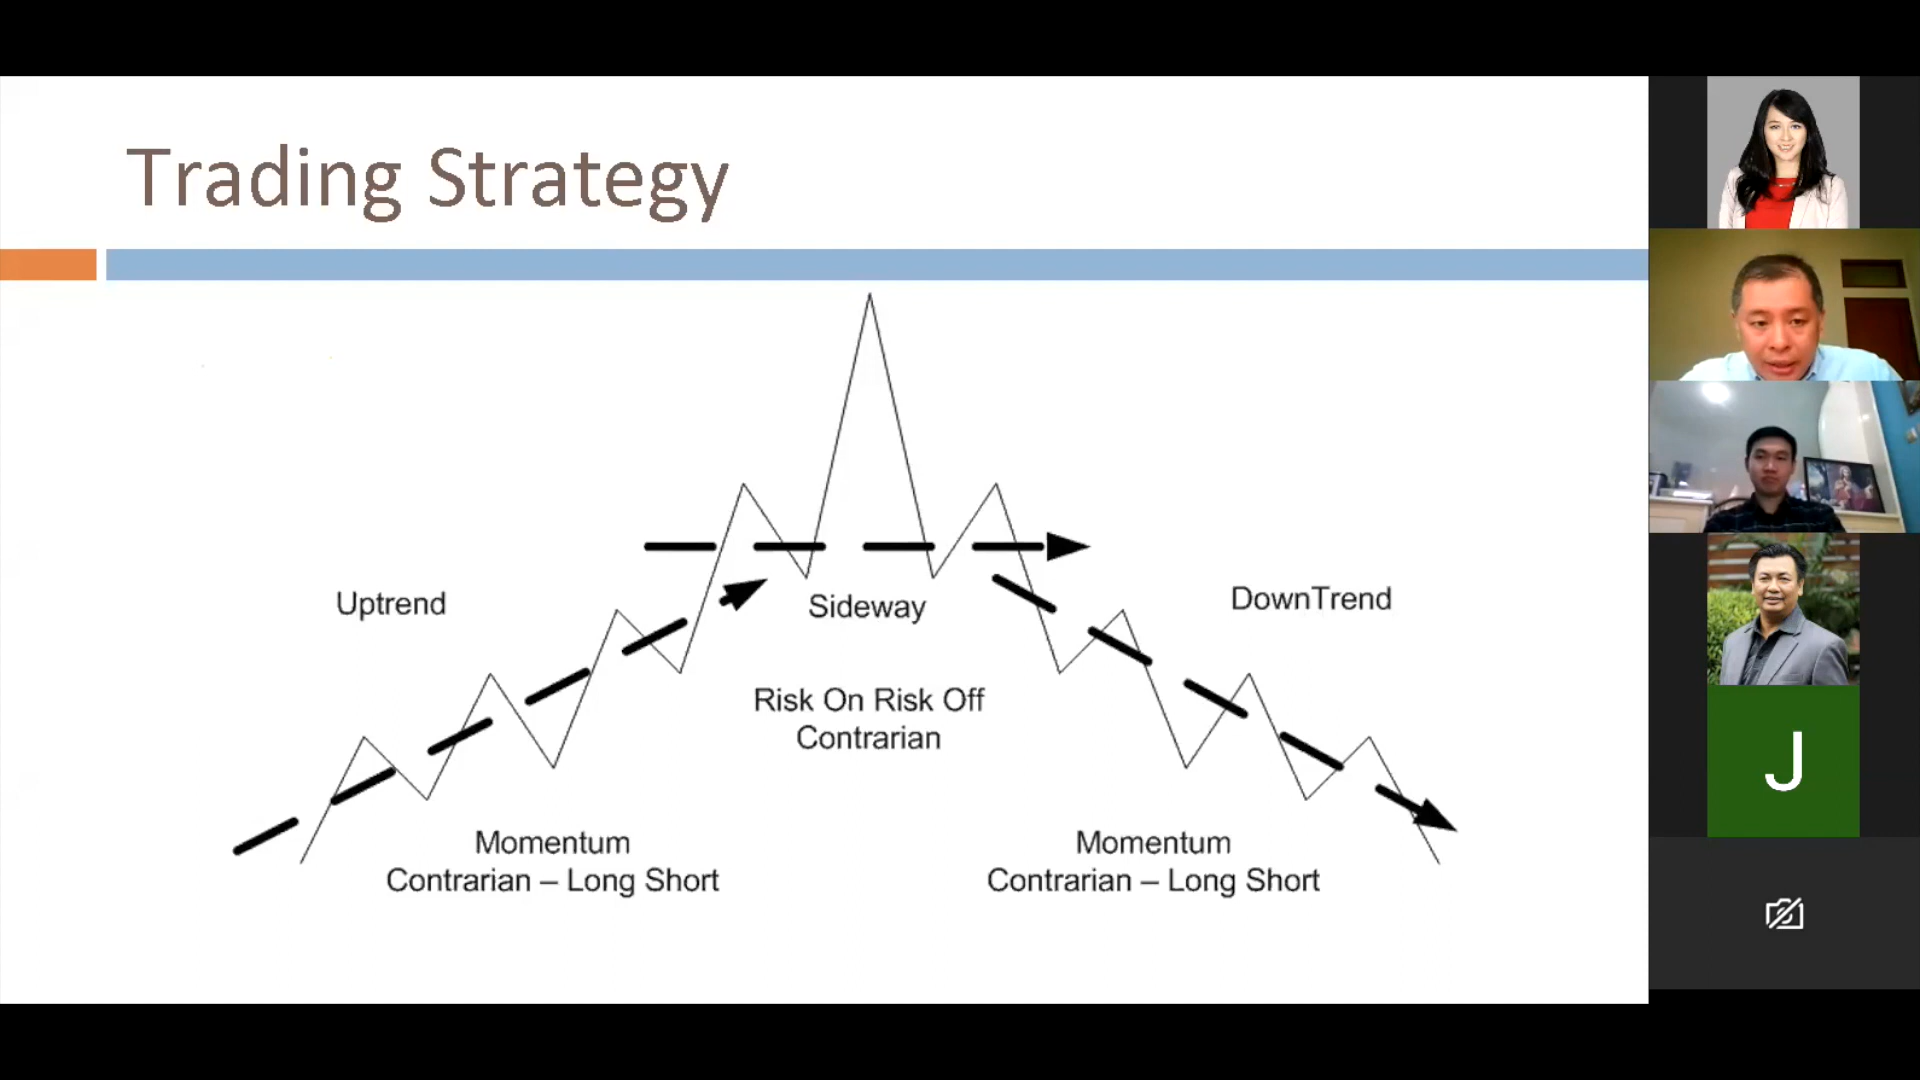 Trading Strategy
Uptrend
Sideway
DownTrend
Risk On Risk Off
Contrarian
Momentum
Contrarian – Long Short
Momentum
Contrarian – Long Short
J